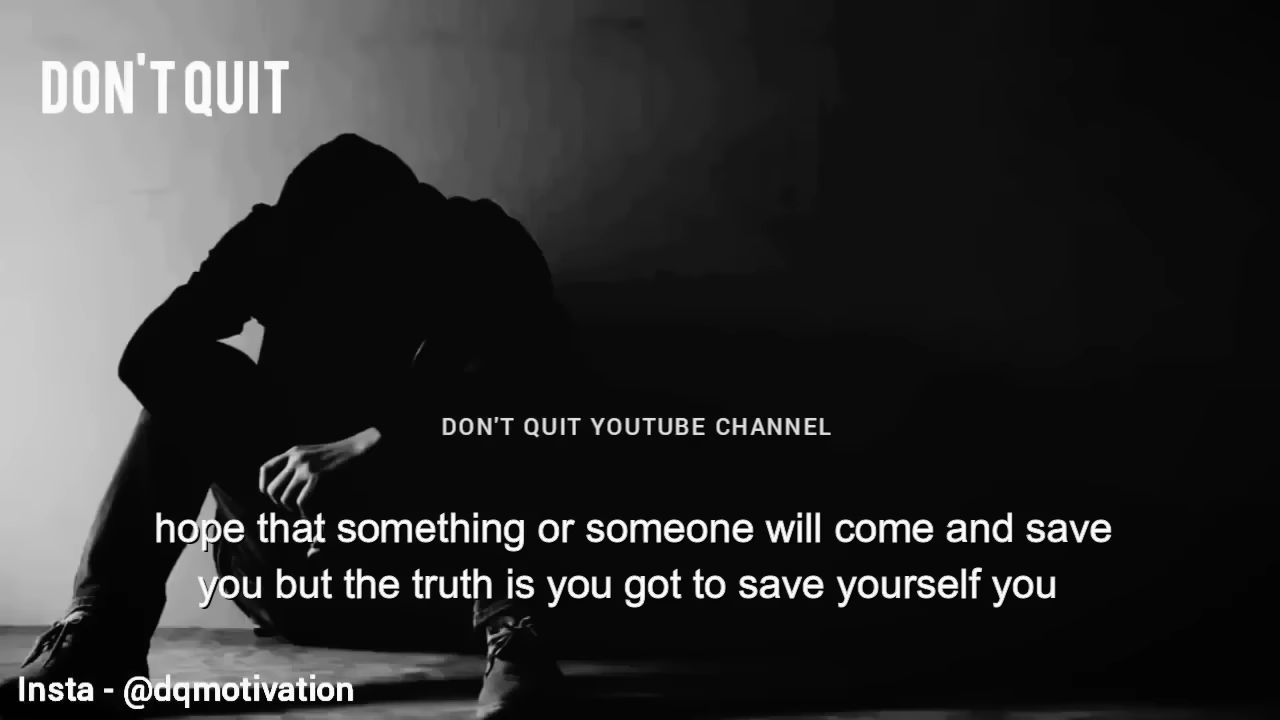 DON'T QUIT
DON'T QUIT YOUTUBE CHANNEL
hope that something or someone will come and save
you but the truth is you got to save yourself you
Insta - @dqmotivation